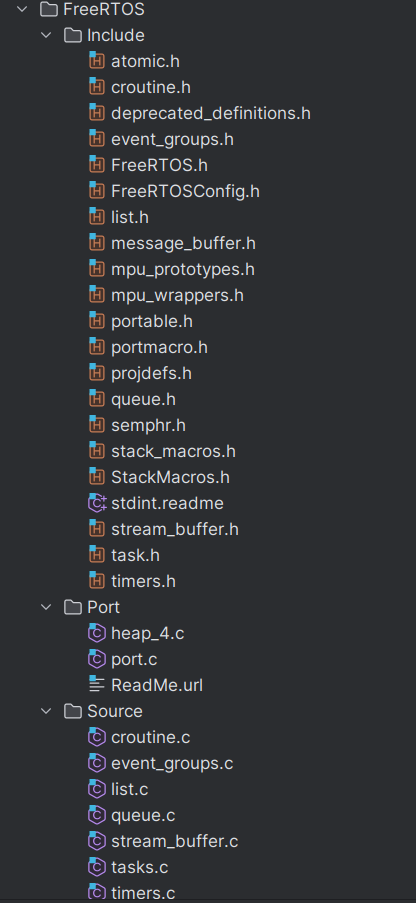 FreeRTOS
Include
atomic.h
croutine.h
deprecated_definitions.h
event_groups.h
FreeRTOS.h
FreeRTOSConfig.h
list.h
message_buffer.h
mpu_prototypes.h
mpu_wrappers.h
portable.h
portmacro.h
projdefs.h
queue.h
semphr.h
stack_macros.h
StackMacros.h
stdint.readme
stream_buffer.h
task.h
timers.h
Port
heap_4.c
port.c
ReadMe.url
Source
croutine.c
event_groups.c
list.c
queue.c
stream_buffer.c
tasks.c
timers.c